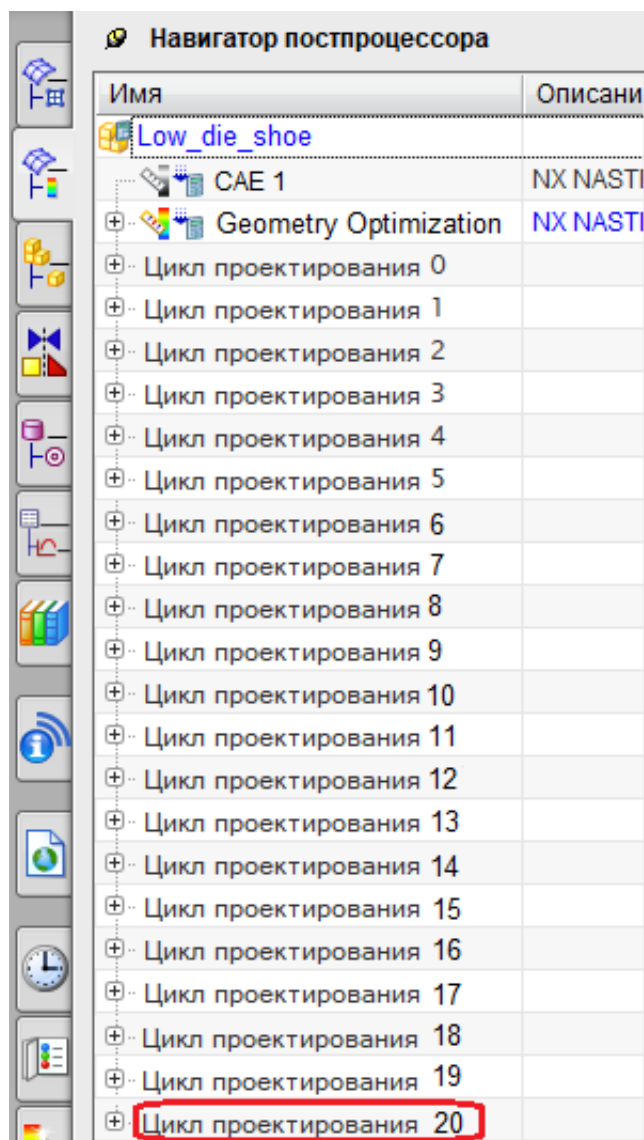 Навигатор постпроцессора
Имя Описани
Low_die_shoe
CAE 1 NX NASTI
Geometry Optimization NX NASTI
Цикл проектирования 0
Цикл проектирования 1
Цикл проектирования 2
Цикл проектирования 3
Цикл проектирования 4
Цикл проектирования 5
Цикл проектирования 6
Цикл проектирования 7
Цикл проектирования 8
Цикл проектирования 9
Цикл проектирования 10
Цикл проектирования 11
Цикл проектирования 12
Цикл проектирования 13
Цикл проектирования 14
Цикл проектирования 15
Цикл проектирования 16
Цикл проектирования 17
Цикл проектирования 18
Цикл проектирования 19
Цикл проектирования 20